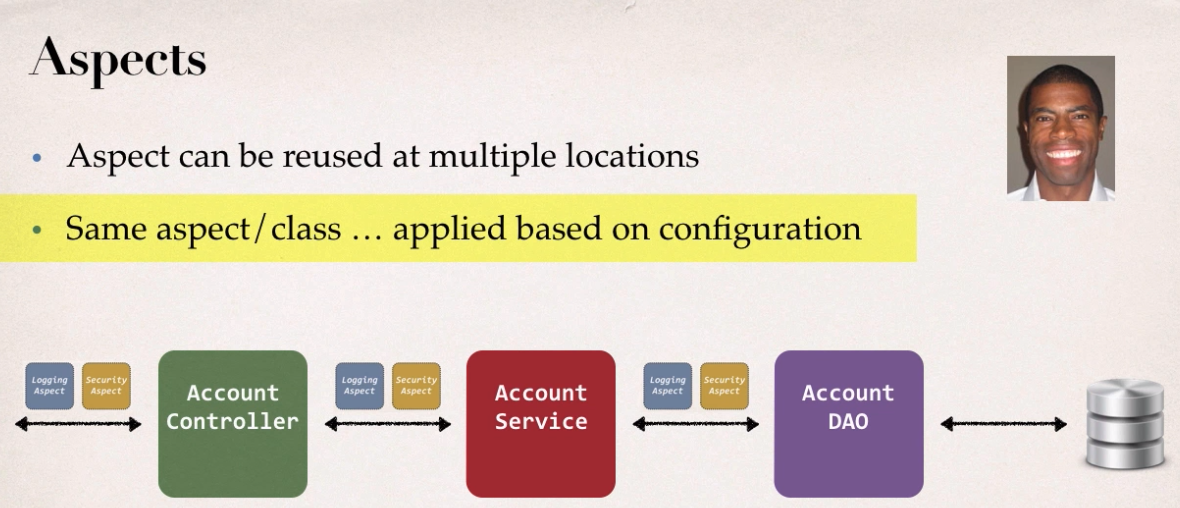 Aspects
• Aspect can be reused at multiple locations
• Same aspect/class … applied based on configuration
Logging
Aspect
Security
Aspect
Account
Controller
Logging
Aspect
Security
Aspect
Account
Service
Logging
Aspect
Security
Aspect
Account
DAO